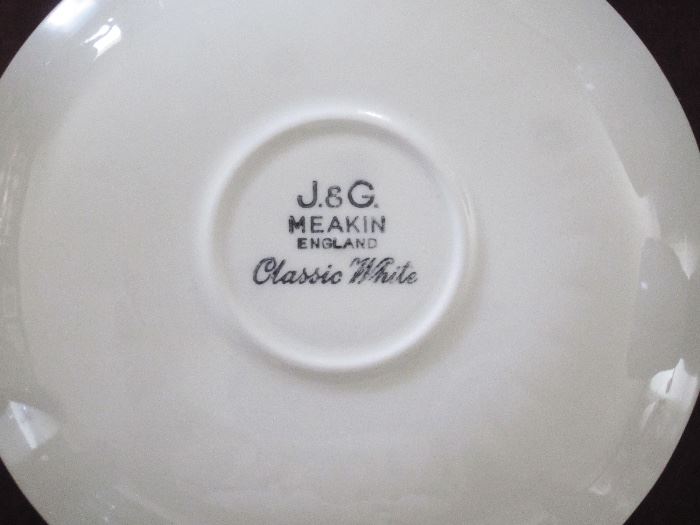 J.&G.
MEAKIN
ENGLAND
Classic White